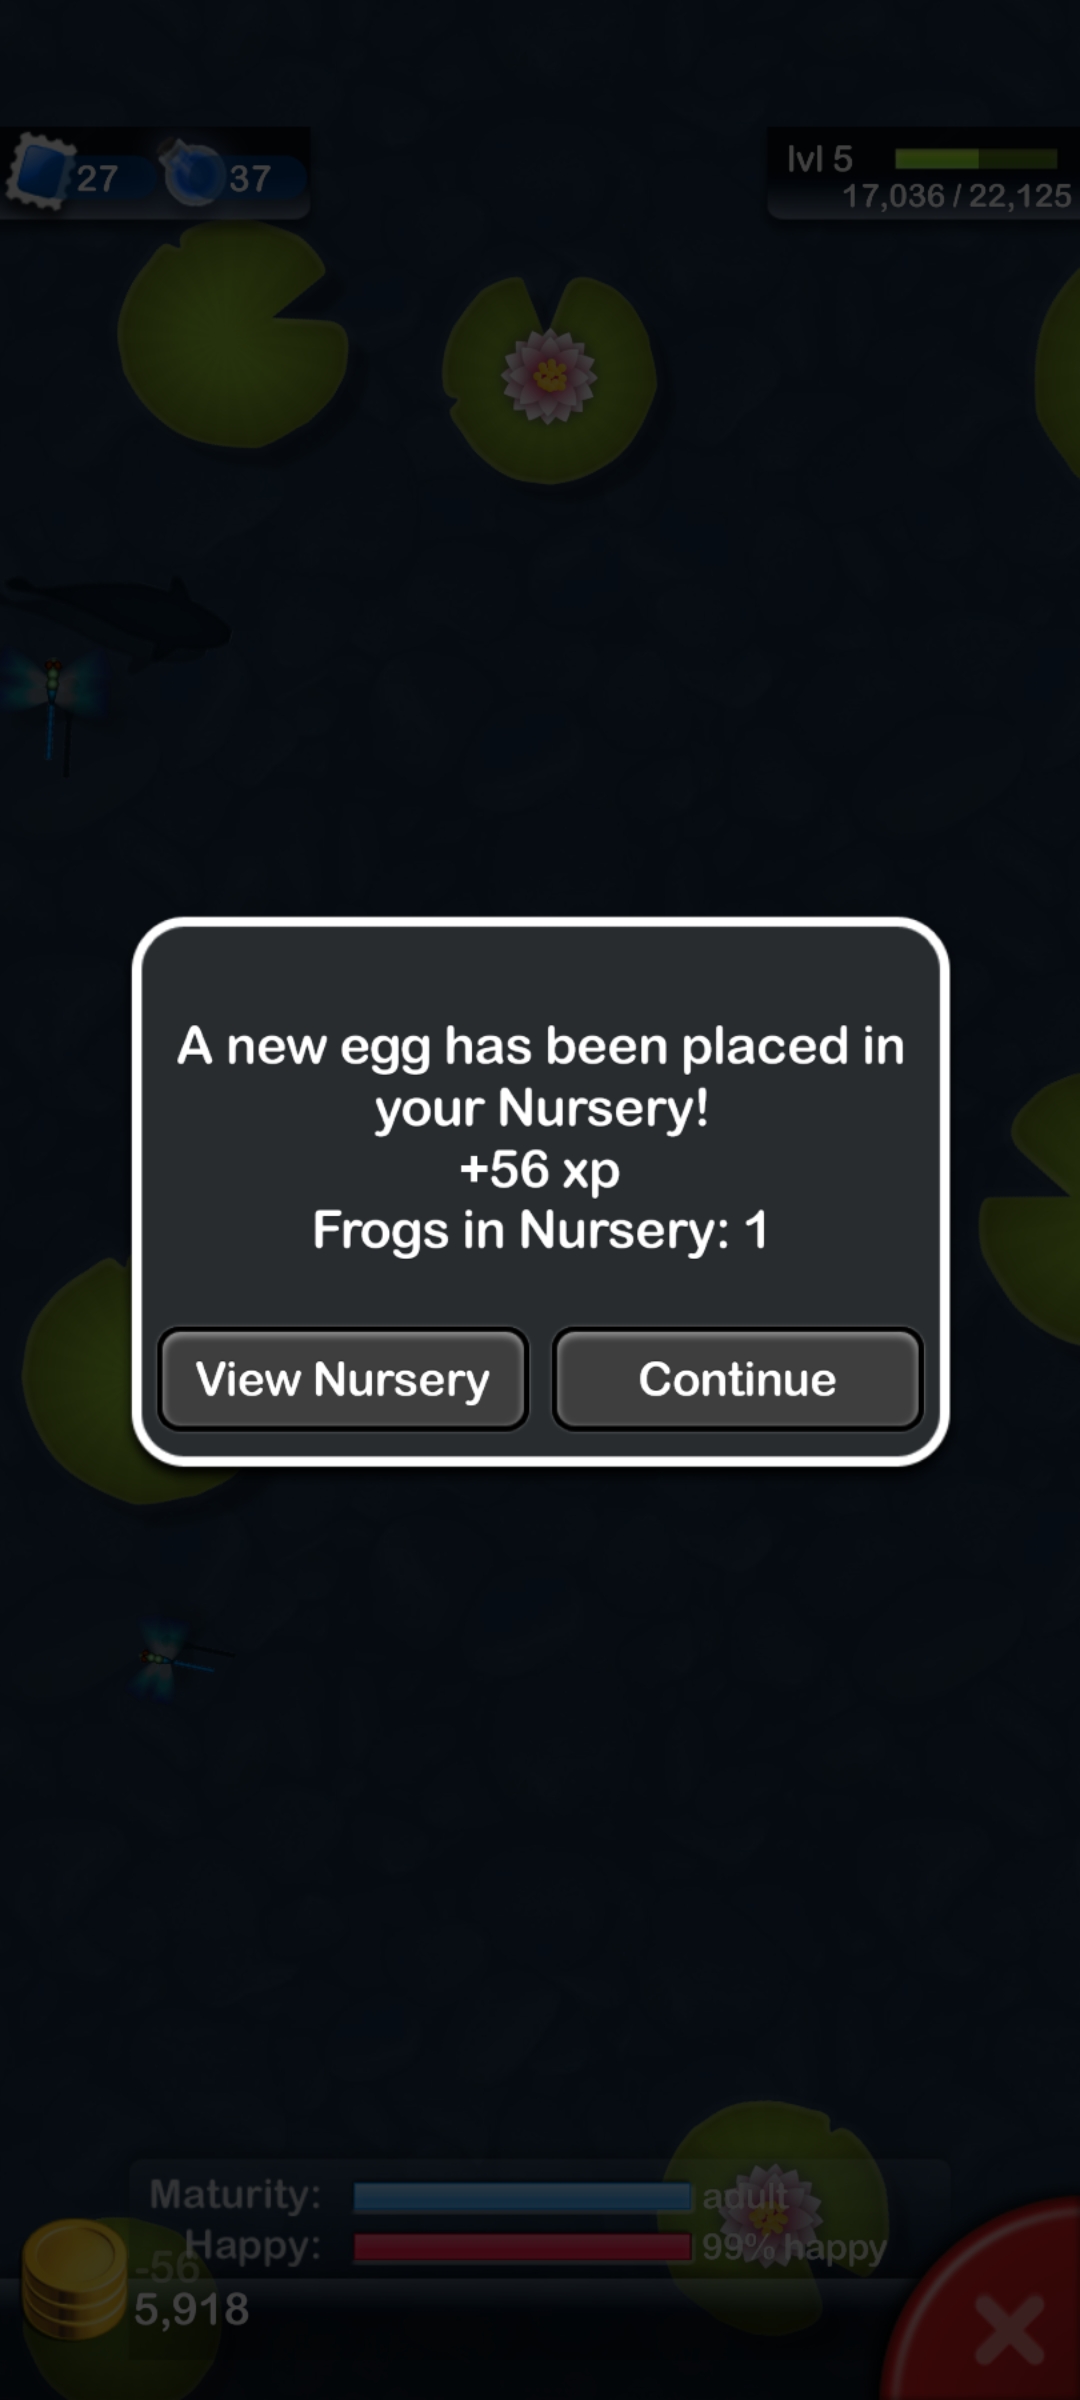 27
37
lvl 5
17,036 / 22,125
A new egg has been placed in
your Nursery!
+56 xp
Frogs in Nursery: 1
View Nursery
Continue
Maturity:
adult
Happy:
99% happy
-56
5,918